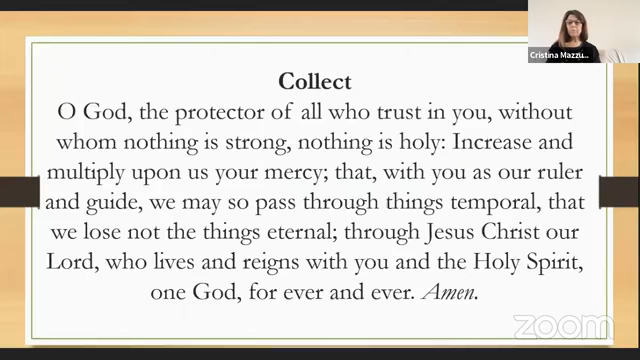 Cristina Mazzu...
Collect
O God, the protector of all who trust in you, without
whom nothing is strong, nothing is holy: Increase and
multiply upon us your mercy; that, with you as our ruler
and guide, we may so pass through things temporal, that
we lose not the things eternal; through Jesus Christ our
Lord, who lives and reigns with you and the Holy Spirit,
one God, for ever and ever. Amen.
zoom